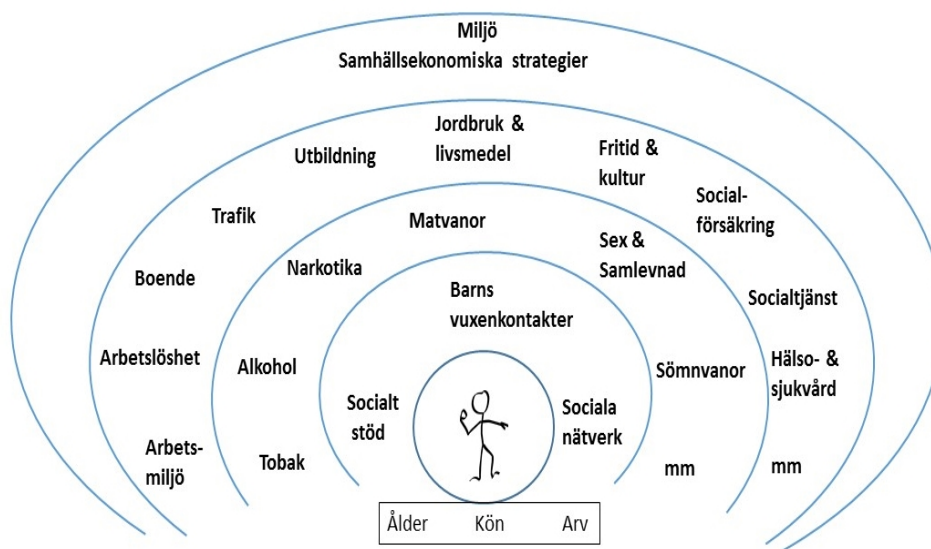 Miljö
Samhällsekonomiska strategier
Jordbruk &
livsmedel
Utbildning
Fritid &
kultur
Social-
försäkring
Trafik
Matvanor
Sex &
Samlevnad
Narkotika
Boende
Barns
vuxenkontakter
Socialtjänst
Arbetslöshet
Alkohol
Sömnvanor
Hälso- &
sjukvård
Socialt
stöd
Sociala
nätverk
Arbets-
miljö
Tobak
mm
mm
Ålder Kön Arv